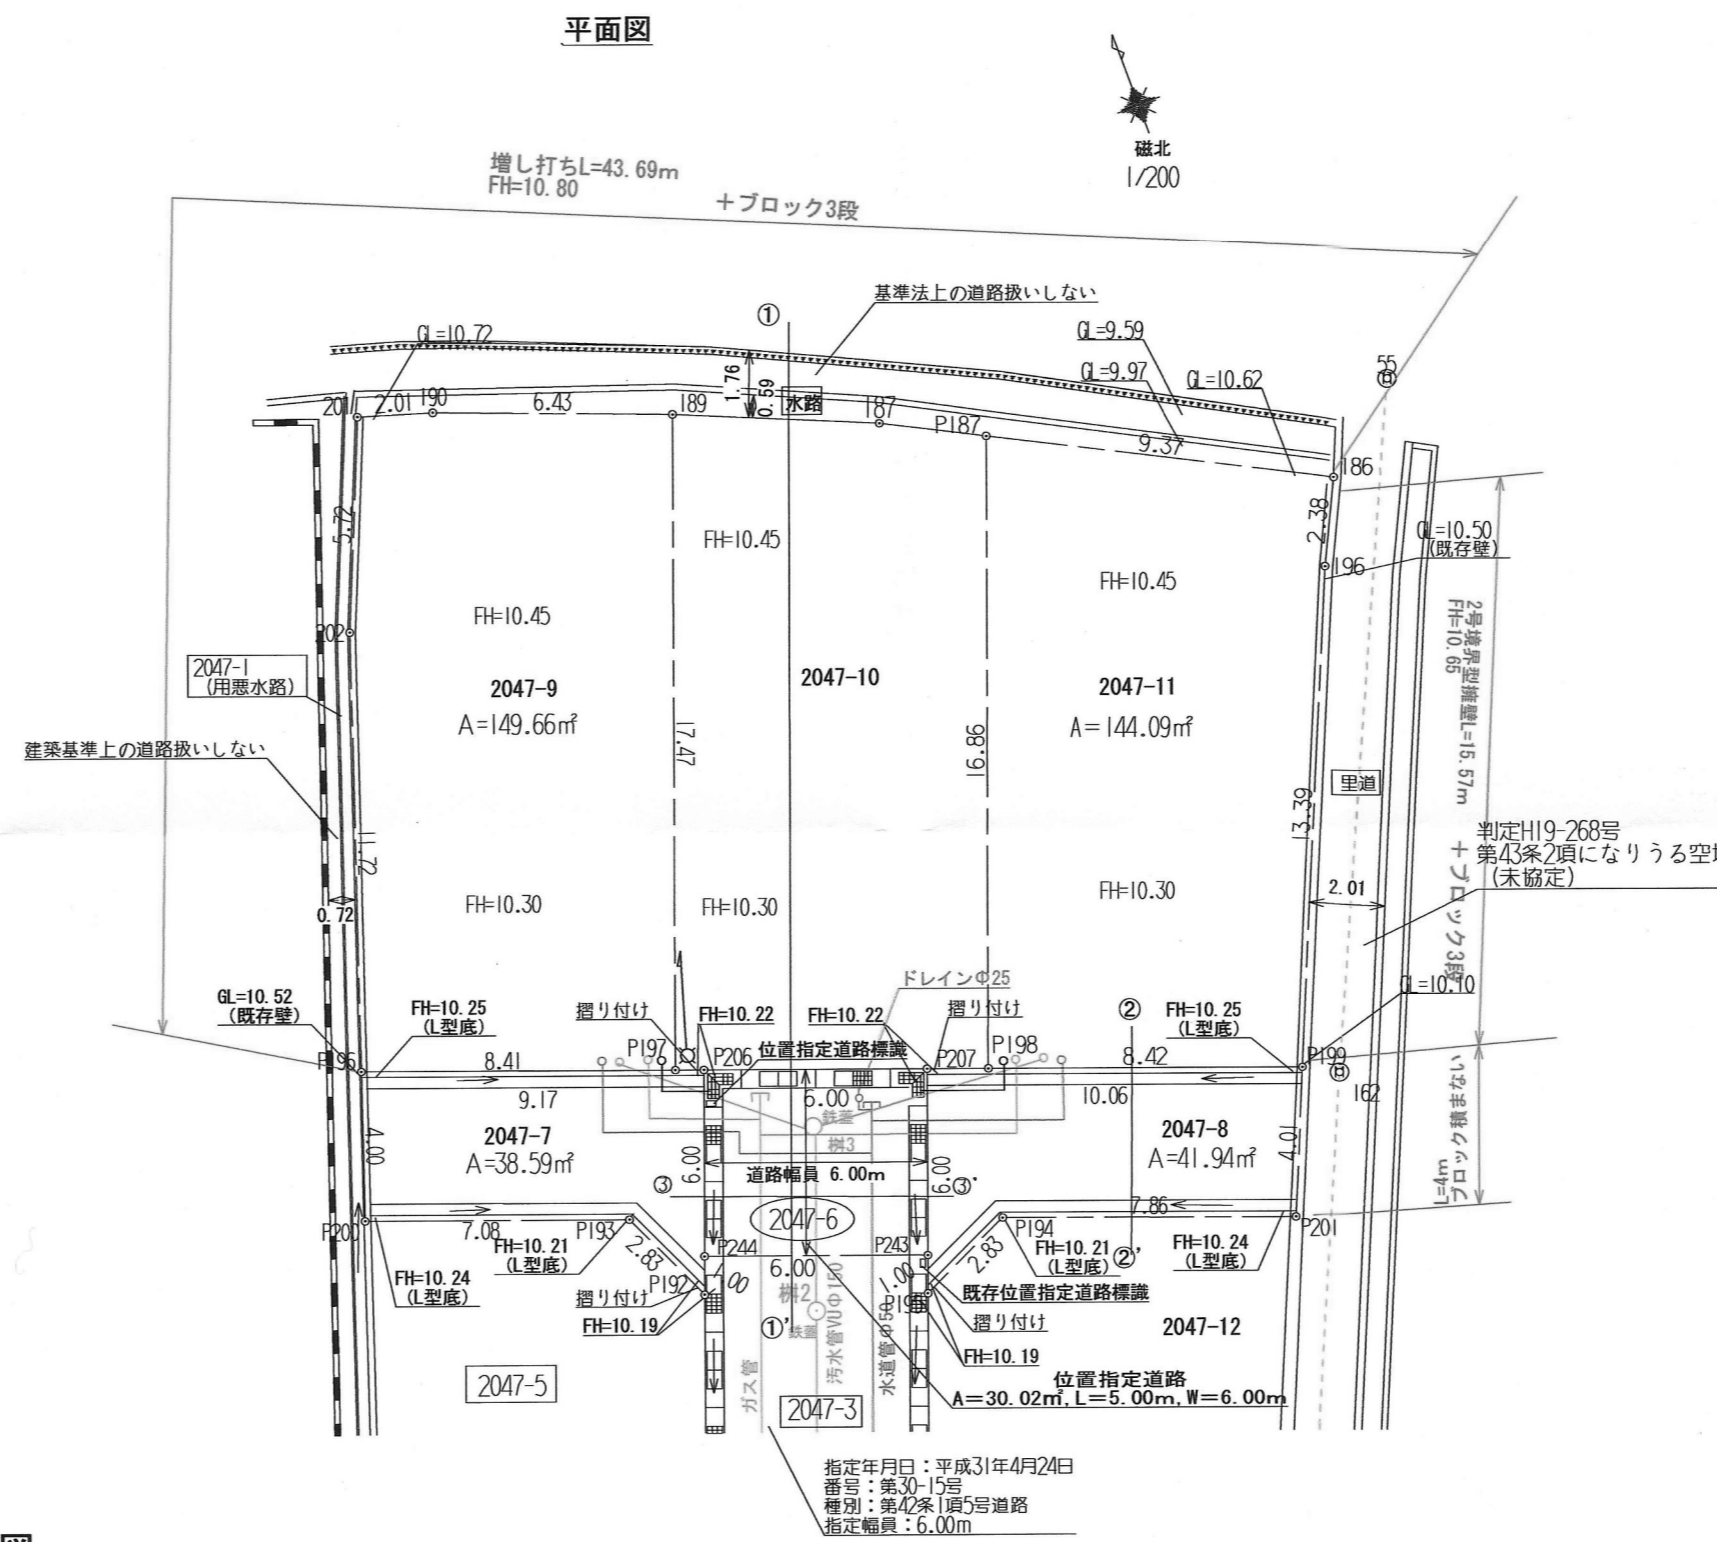 平面図
磁北
1/200
増し打ちL=43.69m
FH=10.80
＋ブロック3段
基準法上の道路扱いしない
①
GL=10.72
GL=9.59
GL=9.97
GL=10.62
55
1.76
0.59
水路
201
2.01
190
6.43
189
187
P187
9.37
186
5.72
2.38
GL=10.50
(既存壁)
196
FH=10.45
FH=10.45
FH=10.45
202
2047-1
(用悪水路)
2047-9
A=149.66㎡
2047-10
2047-11
A=144.09㎡
2号境界型擁壁L=15.57m
FH=10.65
＋ブロック3段
17.47
16.86
建築基準上の道路扱いしない
里道
13.39
11.72
判定H19-268号
第43条2項になりうる空
(未協定)
2.01
0.72
FH=10.30
FH=10.30
FH=10.30
ドレインΦ25
GL=10.10
GL=10.52
(既存壁)
FH=10.25
(L型底)
摺り付け
FH=10.22
FH=10.22
摺り付け
②
FH=10.25
(L型底)
P197
P206
位置指定道路標識
P207
P198
8.41
8.42
P199
9.17
6.00
10.06
162
鉄蓋
桝3
4.00
2047-7
A=38.59㎡
6.00
道路幅員 6.00m
6.00
2047-8
A=41.94㎡
4.01
ブロック積まない
L=4m
③
③'
2047-6
P200
7.08
P193
7.86
P194
P201
FH=10.21
(L型底)
2.83
P244
P243
6.00
2.83
FH=10.21
(L型底)
②'
FH=10.24
(L型底)
FH=10.24
(L型底)
P192
1.00
既存位置指定道路標識
摺り付け
桝2
摺り付け
FH=10.19
①'
鉄蓋
FH=10.19
2047-12
ガス管
汚水管VUΦ150
水道管Φ50
位置指定道路
A=30.02㎡, L=5.00m, W=6.00m
2047-5
2047-3
指定年月日：平成31年4月24日
番号：第30-15号
種別：第42条1項5号道路
指定幅員：6.00m
図